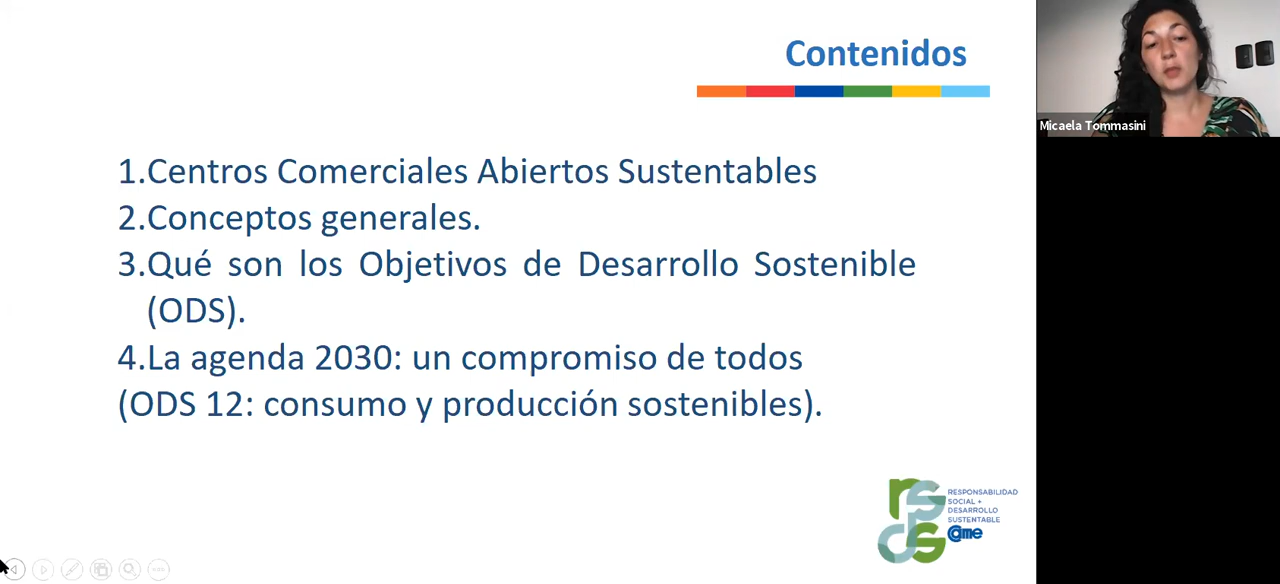 Contenidos
1.Centros Comerciales Abiertos Sustentables
2.Conceptos generales.
3.Qué son los Objetivos de Desarrollo Sostenible
(ODS).
4.La agenda 2030: un compromiso de todos
(ODS 12: consumo y producción sostenibles).
Micaela Tommasini
rs
ds
RESPONSABILIDAD
SOCIAL +
DESARROLLO
SUSTENTABLE
came